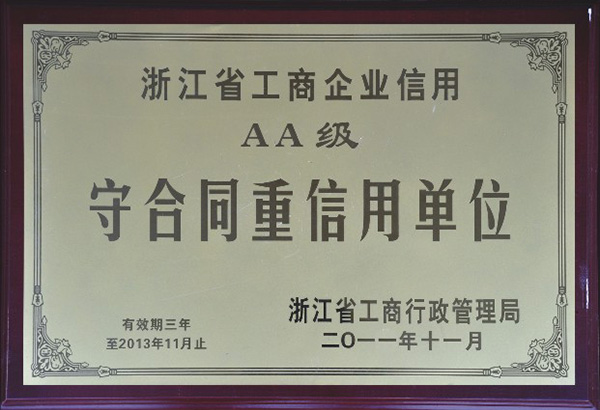 浙江省工商企业信用
AA级
守合同重信用单位
有效期三年
至2013年11月止
浙江省工商行政管理局
二〇一一年十一月